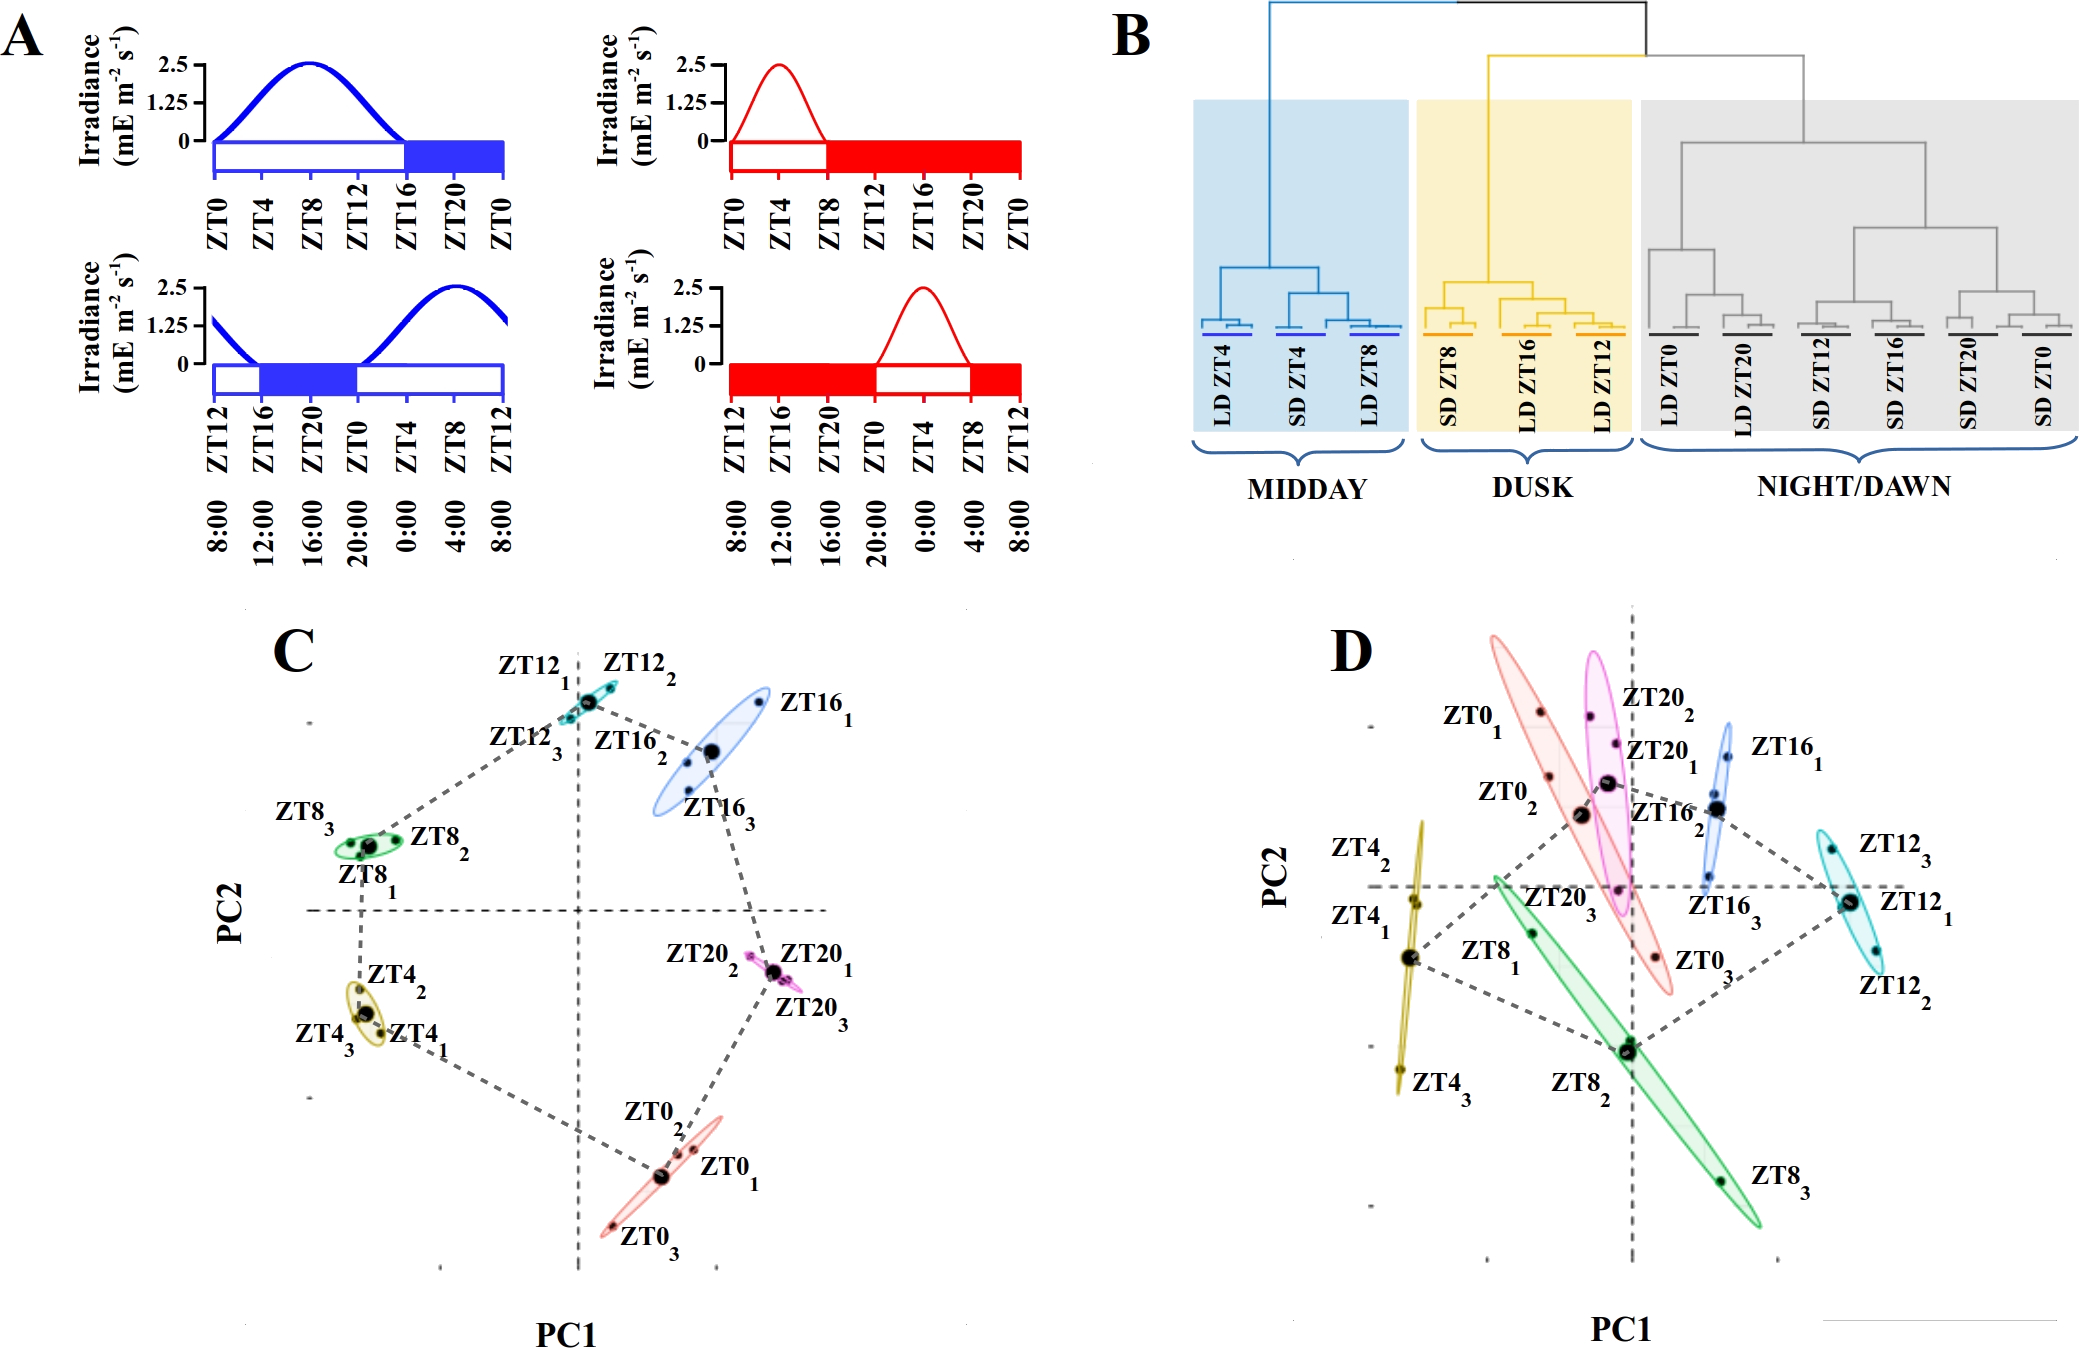 A
Irradiance
(mE m-2 s-1)
2.5
1.25
0
ZT0
ZT4
ZT8
ZT12
ZT16
ZT20
ZT0
Irradiance
(mE m-2 s-1)
2.5
1.25
0
ZT0
ZT4
ZT8
ZT12
ZT16
ZT20
ZT0
Irradiance
(mE m-2 s-1)
2.5
1.25
0
ZT12
ZT16
ZT20
ZT0
ZT4
ZT8
ZT12
8:00
12:00
16:00
20:00
0:00
4:00
8:00
Irradiance
(mE m-2 s-1)
2.5
1.25
0
ZT12
ZT16
ZT20
ZT0
ZT4
ZT8
ZT12
8:00
12:00
16:00
20:00
0:00
4:00
8:00
B
LD ZT4
SD ZT4
LD ZT8
SD ZT8
LD ZT16
LD ZT12
LD ZT0
LD ZT20
SD ZT12
SD ZT16
SD ZT20
SD ZT0
MIDDAY
DUSK
NIGHT/DAWN
C
ZT12 1
ZT12 2
ZT12 3
ZT16 1
ZT16 2
ZT16 3
ZT8 3
ZT8 2
ZT8 1
PC2
ZT4 2
ZT4 3
ZT4 1
ZT20 2
ZT20 1
ZT20 3
ZT0 2
ZT0 1
ZT0 3
PC1
D
ZT0 1
ZT0 2
ZT20 2
ZT20 1
ZT16 1
ZT16 2
ZT4 2
ZT4 1
ZT12 3
ZT12 1
ZT12 2
PC2
ZT20 3
ZT16 3
ZT8 1
ZT0 3
ZT4 3
ZT8 2
ZT8 3
PC1